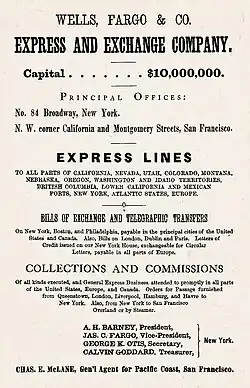 WELLS, FARGO & CO.
EXPRESS AND EXCHANGE COMPANY.
Capital . . . . . . . $10,000,000.
PRINCIPAL OFFICES:
No. 84 Broadway, New York.
N. W. corner California and Montgomery Streets, San Francisco.
EXPRESS LINES
TO ALL PARTS OF CALIFORNIA, NEVADA, UTAH, COLORADO, MONTANA,
NEBRASKA, OREGON, WASHINGTON AND IDAHO TERRITORIES,
BRITISH COLUMBIA, LOWER CALIFORNIA AND MEXICAN
PORTS, NEW YORK, ATLANTIC STATES, EUROPE.
BILLS OF EXCHANGE AND TELEGRAPHIC TRANSFERS
On New York, Boston, and Philadelphia, payable in the principal cities of the United
States and Canada. Also, Bills on London, Dublin and Paris. Letters of
Credit issued on our New York House, exchangeable for Circular
Letters, payable in all parts of Europe.
COLLECTIONS AND COMMISSIONS
Of all kinds executed, and General Express Business attended to promptly in all parts
of the United States, Europe, and Canada. Orders for Passage furnished
from Queenstown, London, Liverpool, Hamburg, and Havre to
New York. Also, from New York to San Francisco
Overland or by Steamer.
A. H. BARNEY, President,
JAS. C. FARGO, Vice-President,
GEORGE K. OTIS, Secretary,
CALVIN GODDARD, Treasurer,
New York.
CHAS. E. McLANE, Gen'l Agent for Pacific Coast, San Francisco.